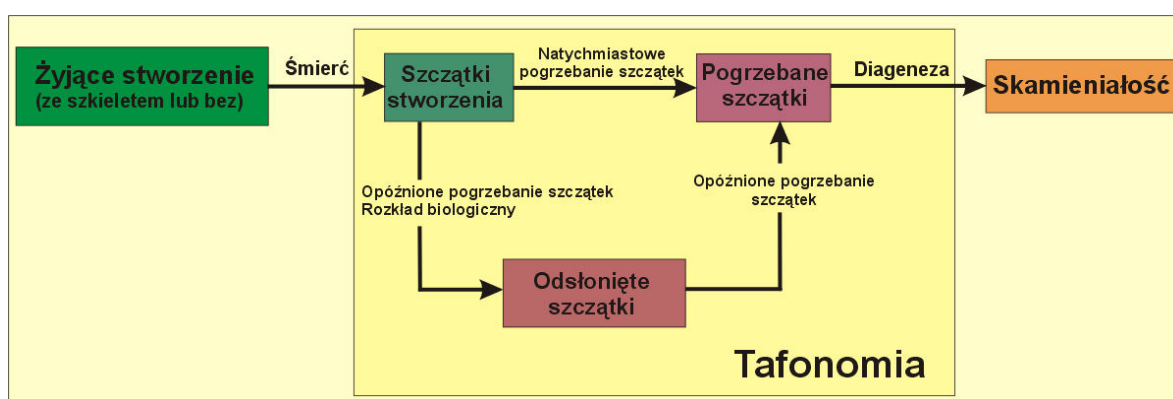 Żyjące stworzenie
(ze szkieletem lub bez)
Śmierć
Szczątki
stworzenia
Natychmiastowe
pogrzebanie szczątek
Pogrzebane
szczątki
Diageneza
Skamieniałość
Opóźnione pogrzebanie szczątek
Rozkład biologiczny
Opóźnione pogrzebanie
szczątek
Odsłonięte
szczątki
Tafonomia